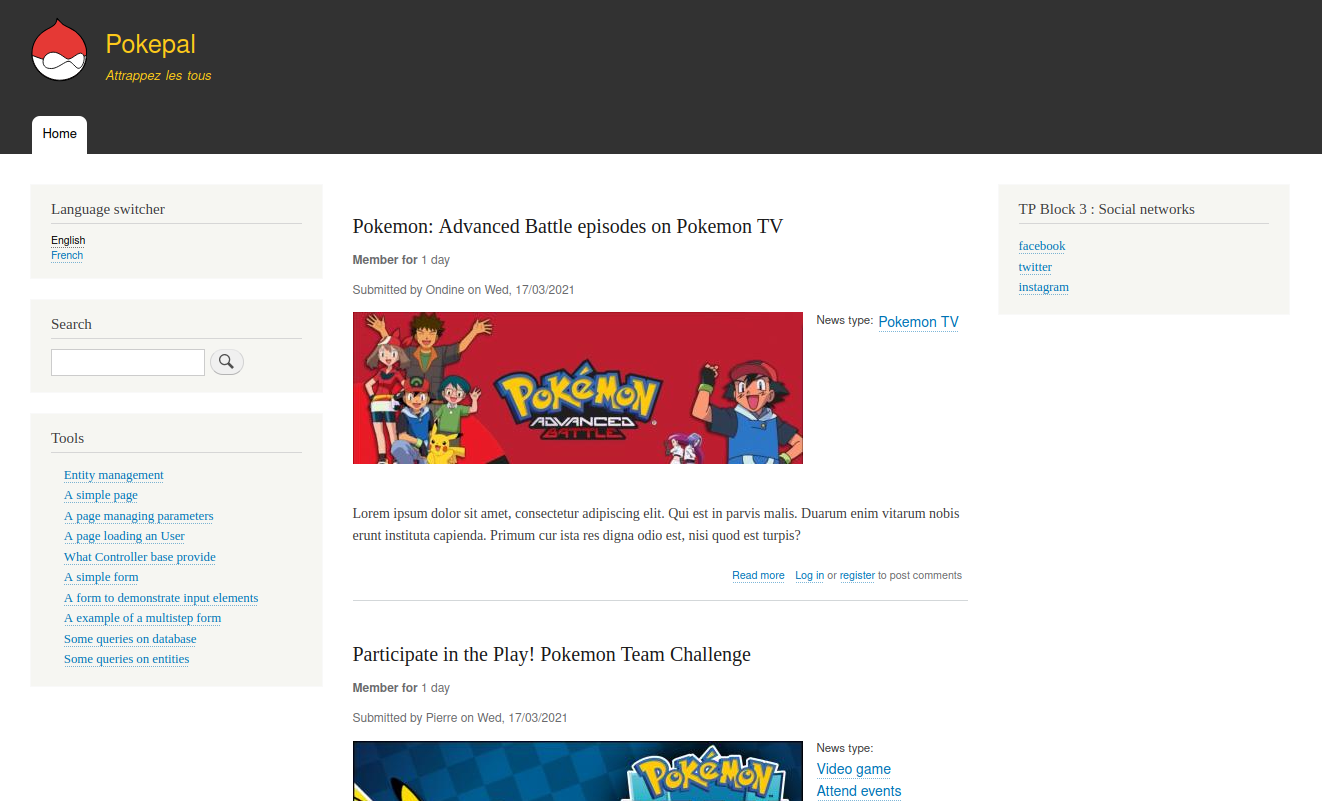 Pokepal
Attrappez les tous
Home
Language switcher
English
French
Search
Tools
Entity management
A simple page
A page managing parameters
A page loading an User
What Controller base provide
A simple form
A form to demonstrate input elements
A example of a multistep form
Some queries on database
Some queries on entities
Pokemon: Advanced Battle episodes on Pokemon TV
Member for 1 day
Submitted by Ondine on Wed, 17/03/2021
POKéMON
ADVANCED
BATTLE
News type: Pokemon TV
Lorem ipsum dolor sit amet, consectetur adipiscing elit. Qui est in parvis malis. Duarum enim vitarum nobis
erunt instituta capienda. Primum cur ista res digna odio est, nisi quod est turpis?
Read more Log in or register to post comments
Participate in the Play! Pokemon Team Challenge
Member for 1 day
Submitted by Pierre on Wed, 17/03/2021
POKéMON
News type:
Video game
Attend events
TP Block 3 : Social networks
facebook
twitter
instagram